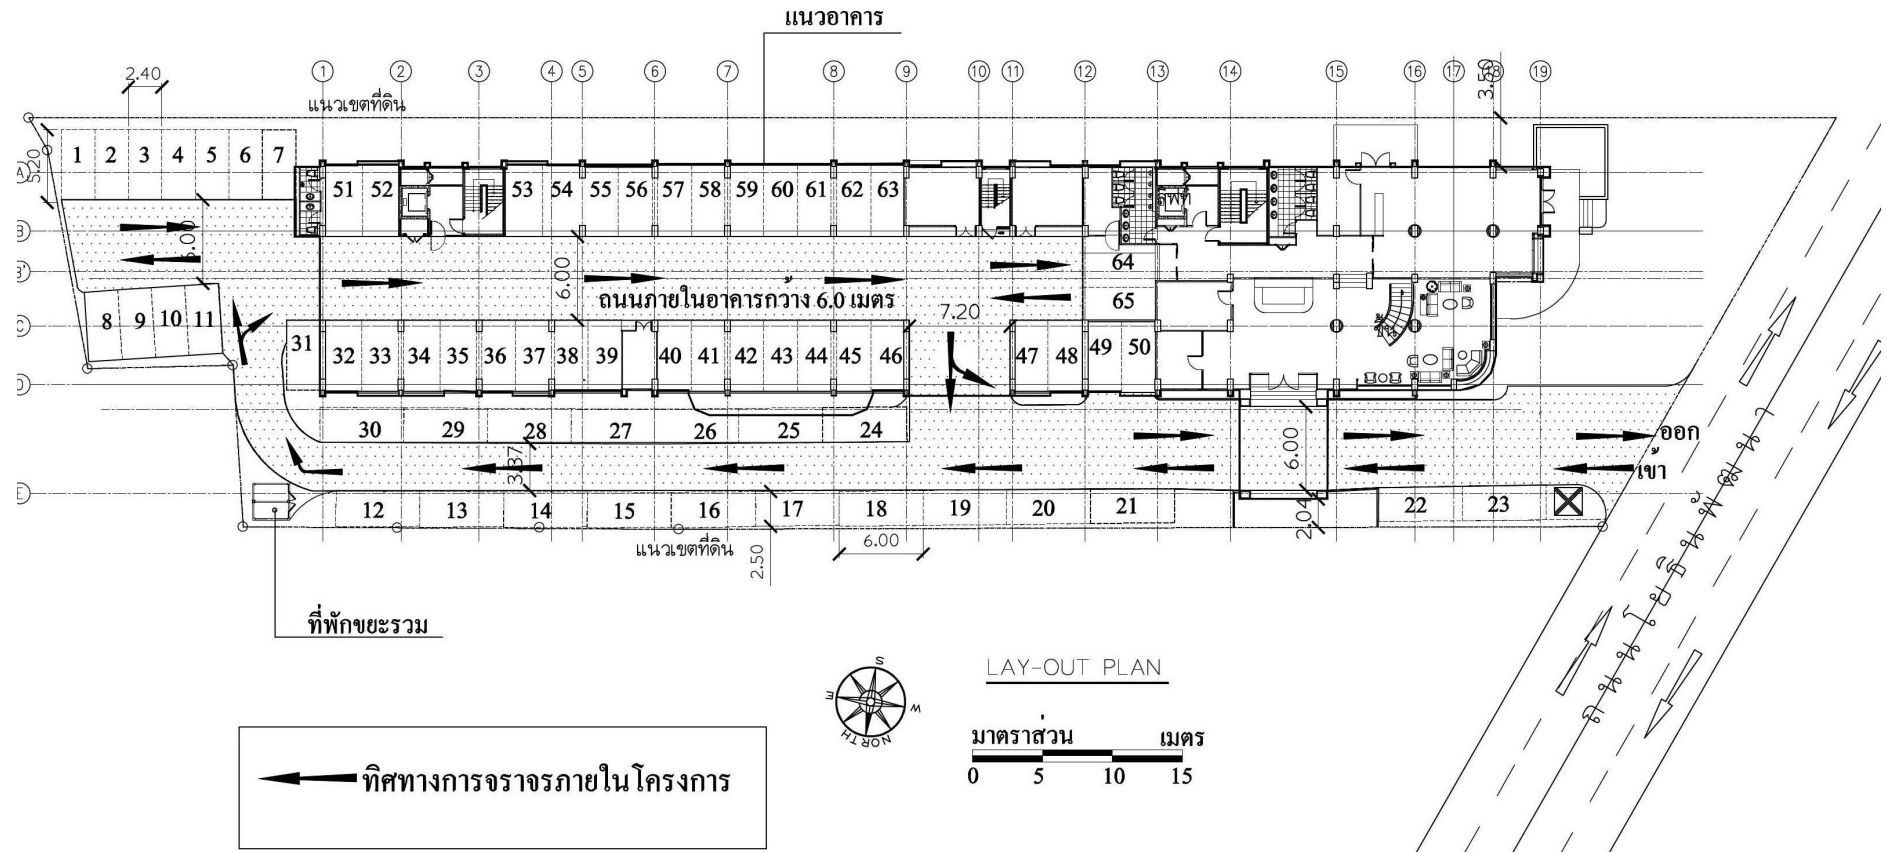 แนวอาคาร
1 2 3 4 5 6 7 8 9 10 11 12 13 14 15 16 17 18 19
2.40
3.50
แนวเขตที่ดิน
5.20
1 2 3 4 5 6 7
A
51 52 53 54 55 56 57 58 59 60 61 62 63
B
6.00
64
B'
6.00
ถนนภายในอาคารกว้าง 6.0 เมตร
65
7.20
C
8 9 10 11
31 32 33 34 35 36 37 38 39 40 41 42 43 44 45 46 47 48 49 50
D
30 29 28 27 26 25 24
ออก
เข้า
3.37
6.00
E
12 13 14 15 16 17 18 19 20 21 22 23
2.04
แนวเขตที่ดิน
2.50
6.00
ที่พักขยะรวม
S
E
W
NORTH
LAY-OUT PLAN
มาตราส่วน เมตร
0 5 10 15
ทิศทางการจราจรภายในโครงการ